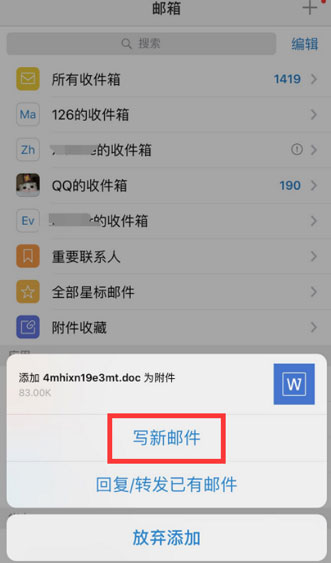 邮箱
搜索
编辑
所有收件箱 1419
Ma 126的收件箱
Zh 的收件箱
QQ的收件箱 190
Ev 的收件箱
重要联系人
全部星标邮件
附件收藏
添加 4mhixn19e3mt.doc 为附件
83.00K
W
写新邮件
回复/转发已有邮件
放弃添加